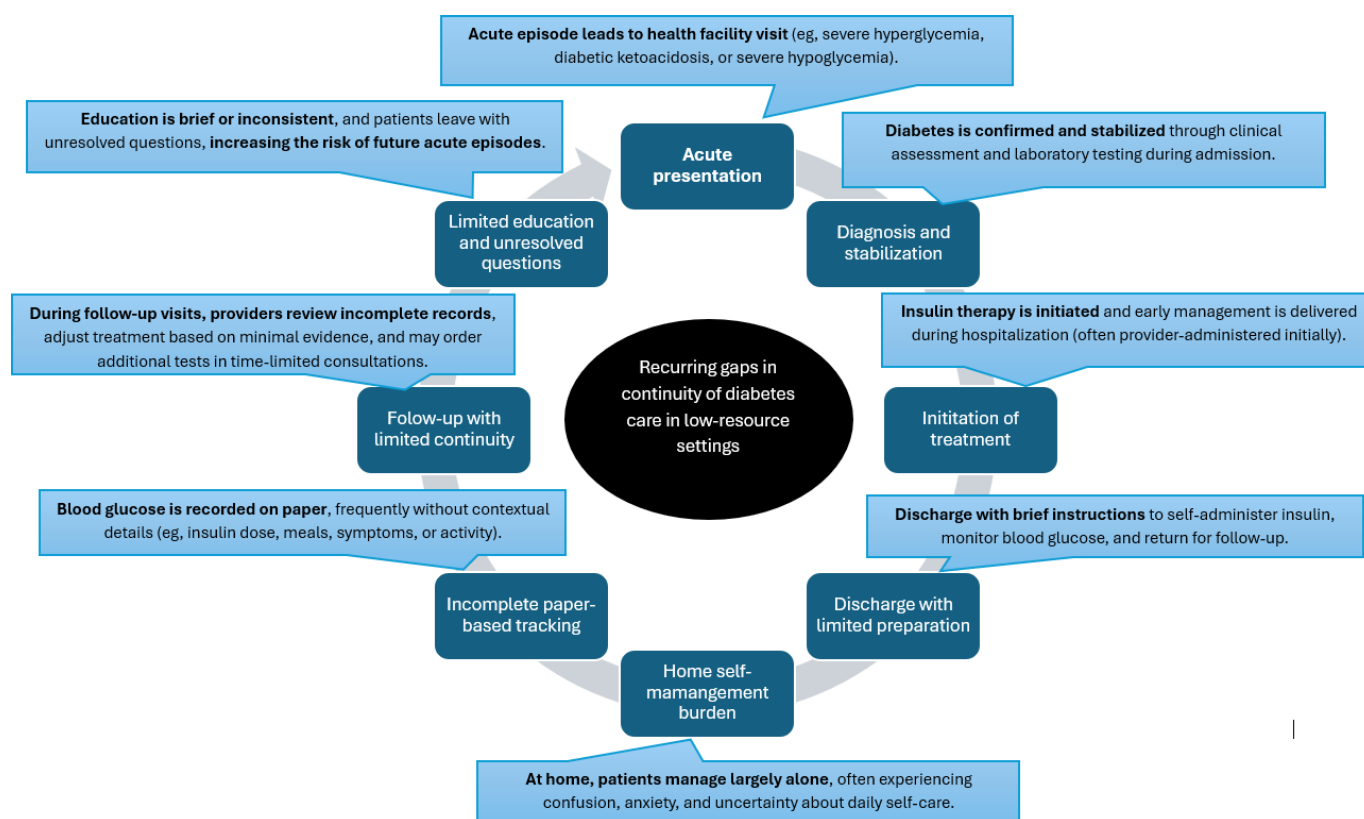 Acute episode leads to health facility visit (eg, severe hyperglycemia,
diabetic ketoacidosis, or severe hypoglycemia).
Acute
presentation
Diabetes is confirmed and stabilized through clinical
assessment and laboratory testing during admission.
Diagnosis and
stabilization
Insulin therapy is initiated and early management is delivered
during hospitalization (often provider-administered initially).
Inititation of
treatment
Discharge with brief instructions to self-administer insulin,
monitor blood glucose, and return for follow-up.
Discharge with
limited preparation
Home self-
mamangement
burden
At home, patients manage largely alone, often experiencing
confusion, anxiety, and uncertainty about daily self-care.
Blood glucose is recorded on paper, frequently without contextual
details (eg, insulin dose, meals, symptoms, or activity).
Incomplete paper-
based tracking
During follow-up visits, providers review incomplete records,
adjust treatment based on minimal evidence, and may order
additional tests in time-limited consultations.
Folow-up with
limited continuity
Education is brief or inconsistent, and patients leave with
unresolved questions, increasing the risk of future acute episodes.
Limited education
and unresolved
questions
Recurring gaps in
continuity of diabetes
care in low-resource
settings